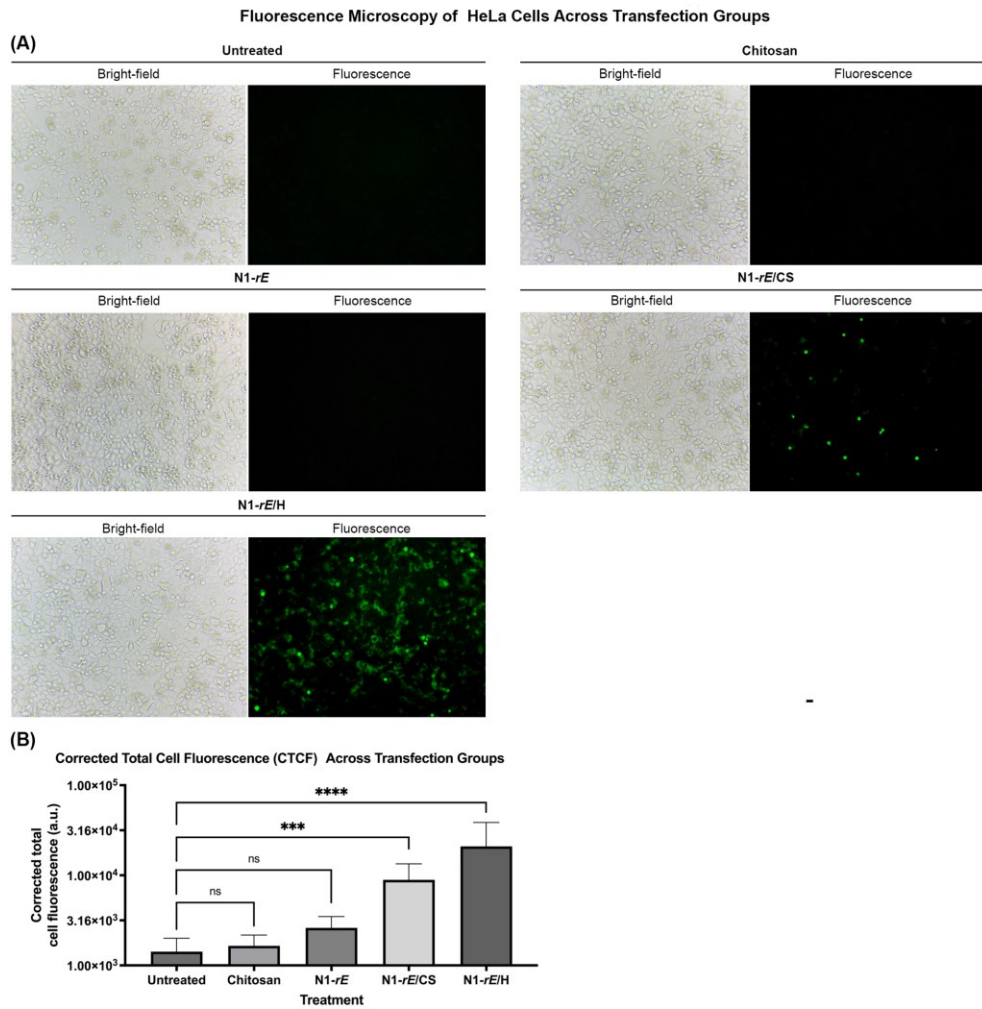 Fluorescence Microscopy of HeLa Cells Across Transfection Groups
(A)
Untreated
Bright-field Fluorescence
Chitosan
Bright-field Fluorescence
N1-rE
Bright-field Fluorescence
N1-rE/CS
Bright-field Fluorescence
N1-rE/H
Bright-field Fluorescence
-
(B)
Corrected Total Cell Fluorescence (CTCF) Across Transfection Groups
Corrected total
cell fluorescence (a.u.)
1.00×10⁵
3.16×10⁴
1.00×10⁴
3.16×10³
1.00×10³
****
***
ns
ns
Untreated Chitosan N1-rE N1-rE/CS N1-rE/H
Treatment